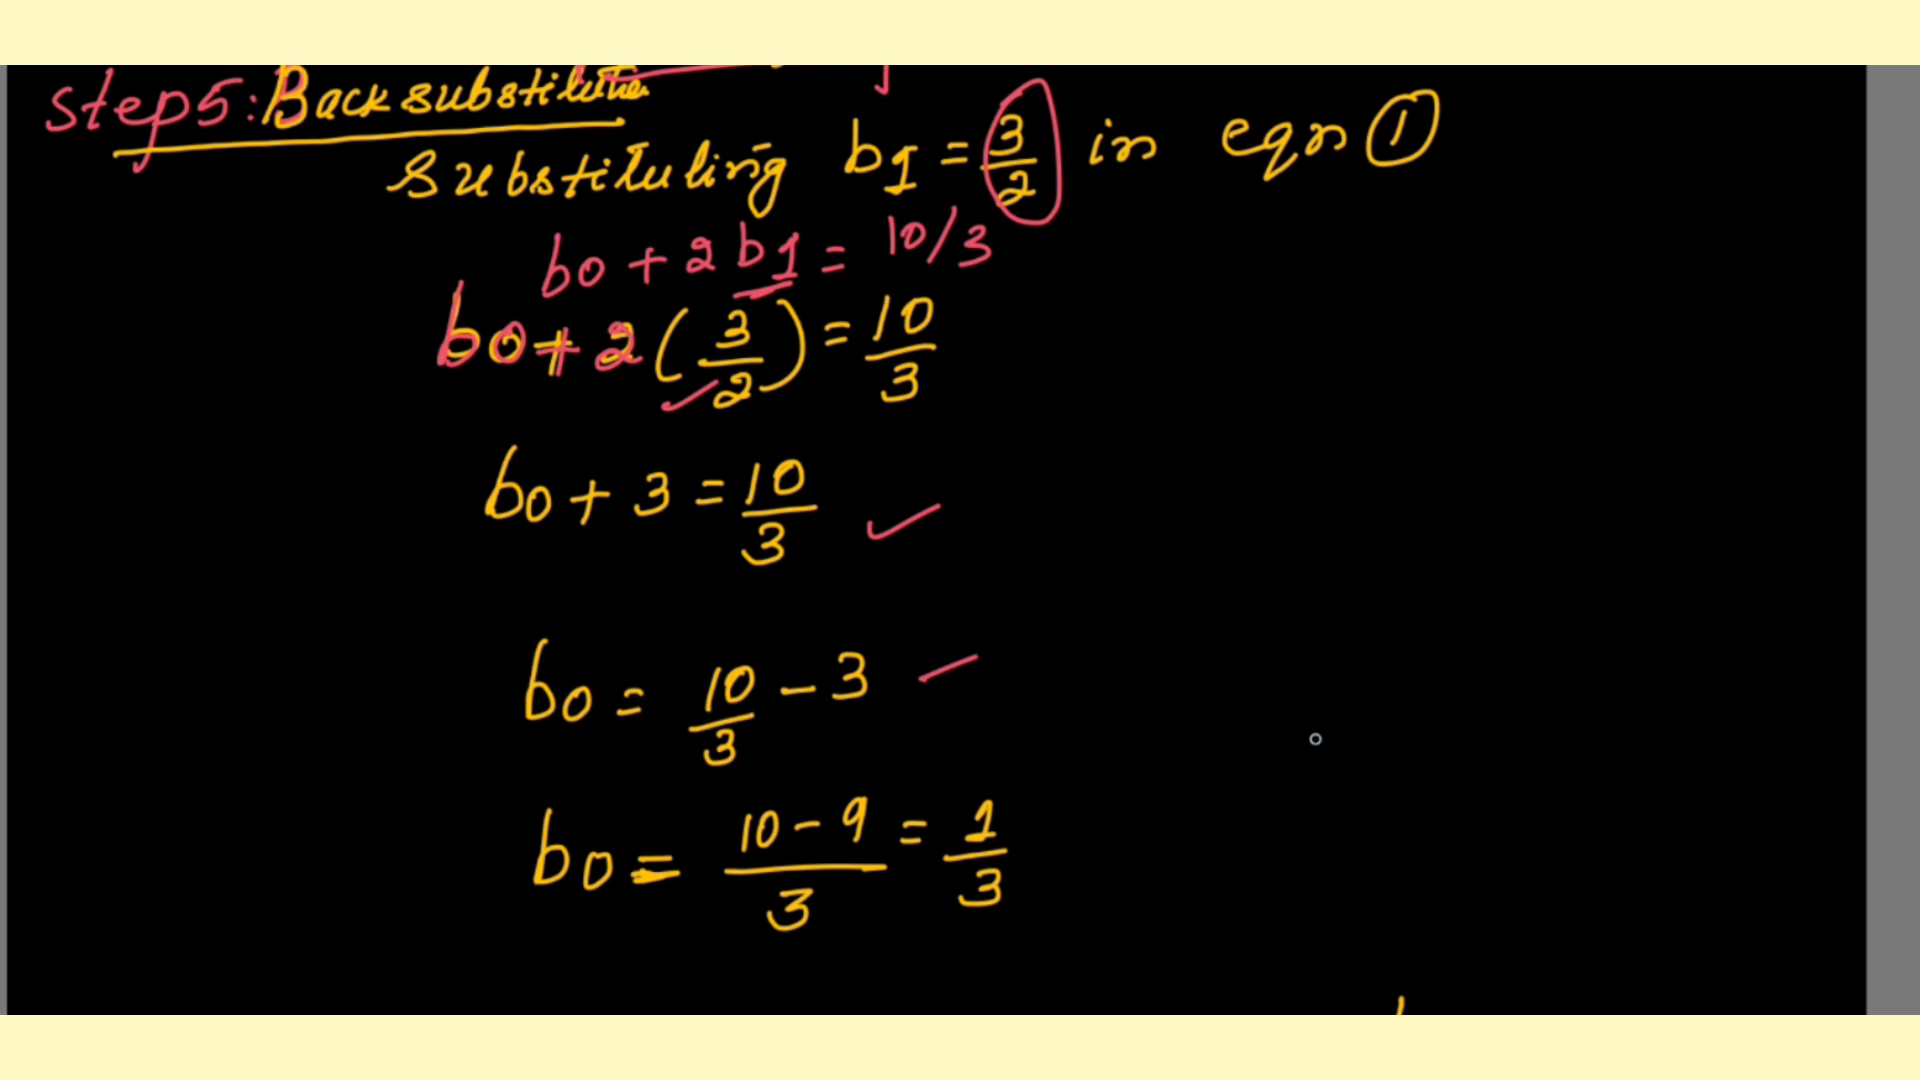 Step5: Back substitute
Substituting b1 = 3/2 in eqn ①
b0 + 2b1 = 10/3
b0 + 2(3/2) = 10/3
b0 + 3 = 10/3
b0 = 10/3 - 3
b0 = (10 - 9)/3 = 1/3